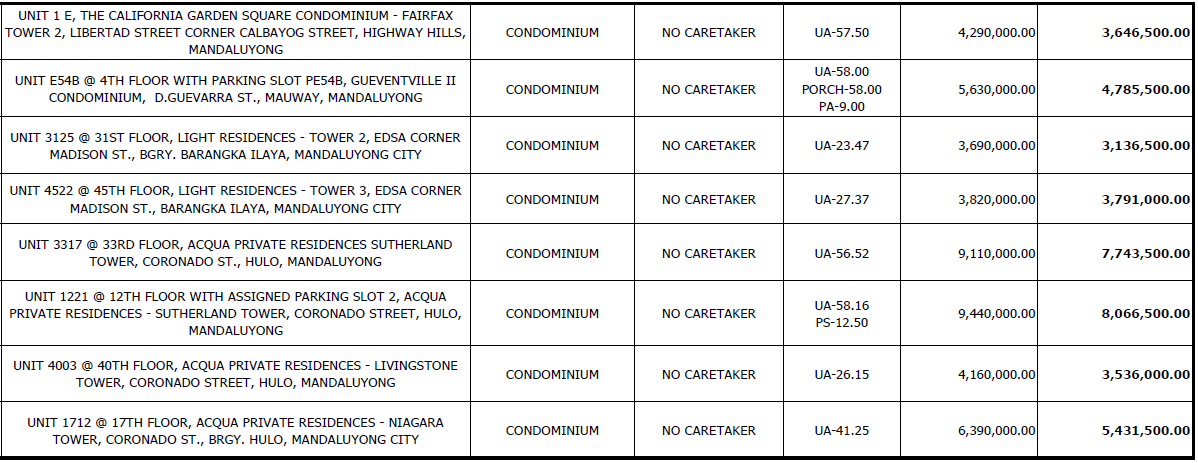 UNIT 1 E, THE CALIFORNIA GARDEN SQUARE CONDOMINIUM - FAIRFAX
TOWER 2, LIBERTAD STREET CORNER CALBAYOG STREET, HIGHWAY HILLS,
MANDALUYONG
CONDOMINIUM
NO CARETAKER
UA-57.50
4,290,000.00
3,646,500.00
UNIT E54B @ 4TH FLOOR WITH PARKING SLOT PE54B, GUEVENTVILLE II
CONDOMINIUM, D.GUEVARRA ST., MAUWAY, MANDALUYONG
CONDOMINIUM
NO CARETAKER
UA-58.00
PORCH-58.00
PA-9.00
5,630,000.00
4,785,500.00
UNIT 3125 @ 31ST FLOOR, LIGHT RESIDENCES - TOWER 2, EDSA CORNER
MADISON ST., BGRY. BARANGKA ILAYA, MANDALUYONG CITY
CONDOMINIUM
NO CARETAKER
UA-23.47
3,690,000.00
3,136,500.00
UNIT 4522 @ 45TH FLOOR, LIGHT RESIDENCES - TOWER 3, EDSA CORNER
MADISON ST., BARANGKA ILAYA, MANDALUYONG CITY
CONDOMINIUM
NO CARETAKER
UA-27.37
3,820,000.00
3,791,000.00
UNIT 3317 @ 33RD FLOOR, ACQUA PRIVATE RESIDENCES SUTHERLAND
TOWER, CORONADO ST., HULO, MANDALUYONG
CONDOMINIUM
NO CARETAKER
UA-56.52
9,110,000.00
7,743,500.00
UNIT 1221 @ 12TH FLOOR WITH ASSIGNED PARKING SLOT 2, ACQUA
PRIVATE RESIDENCES - SUTHERLAND TOWER, CORONADO STREET, HULO,
MANDALUYONG
CONDOMINIUM
NO CARETAKER
UA-58.16
PS-12.50
9,440,000.00
8,066,500.00
UNIT 4003 @ 40TH FLOOR, ACQUA PRIVATE RESIDENCES - LIVINGSTONE
TOWER, CORONADO STREET, HULO, MANDALUYONG
CONDOMINIUM
NO CARETAKER
UA-26.15
4,160,000.00
3,536,000.00
UNIT 1712 @ 17TH FLOOR, ACQUA PRIVATE RESIDENCES - NIAGARA
TOWER, CORONADO ST., BRGY. HULO, MANDALUYONG CITY
CONDOMINIUM
NO CARETAKER
UA-41.25
6,390,000.00
5,431,500.00